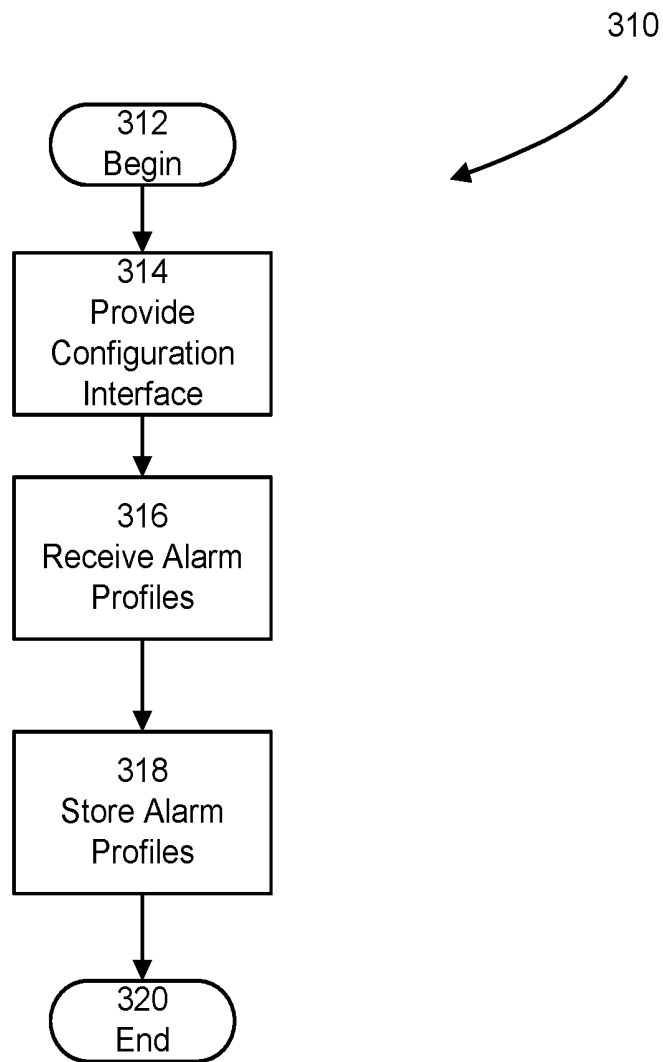 310
312
Begin
314
Provide
Configuration
Interface
316
Receive Alarm
Profiles
318
Store Alarm
Profiles
320
End